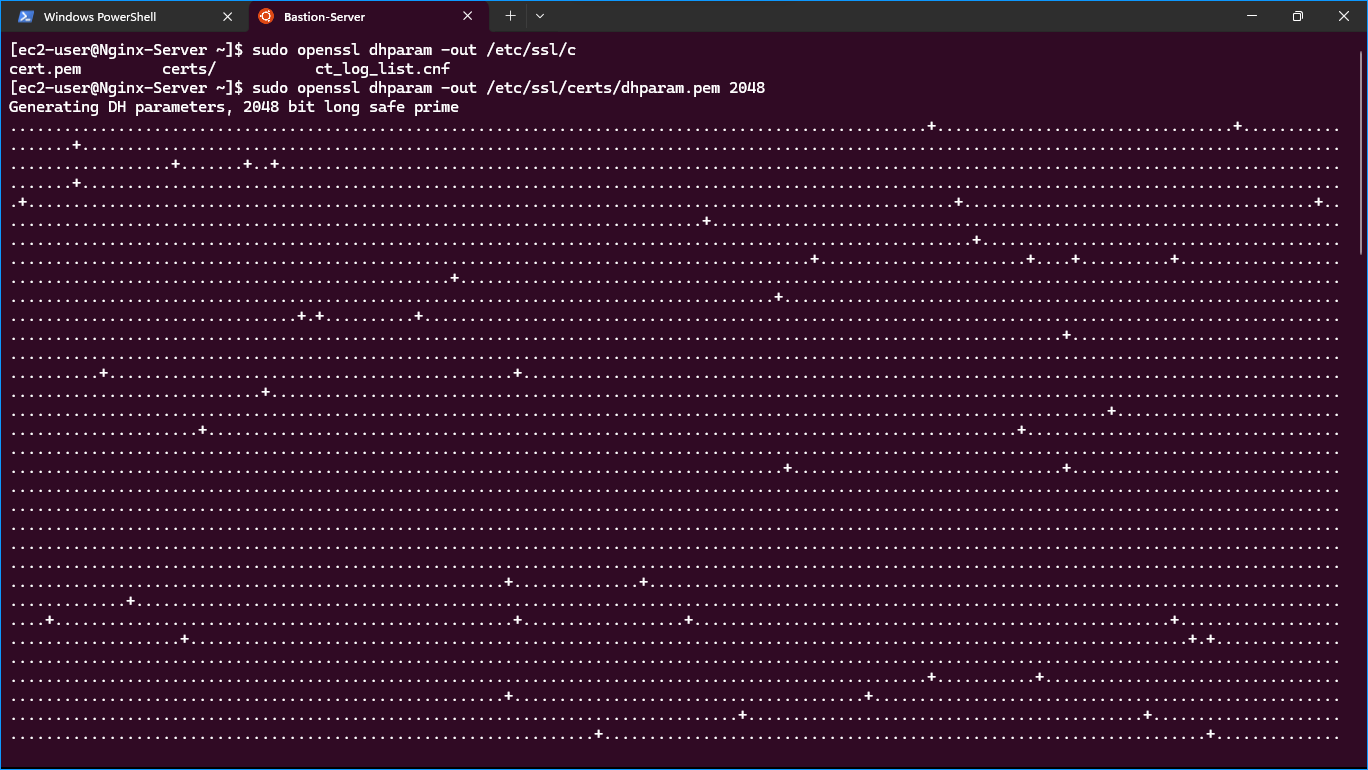 Windows PowerShell
Bastion-Server
[ec2-user@Nginx-Server ~]$ sudo openssl dhparam -out /etc/ssl/c
cert.pem         certs/           ct_log_list.cnf
[ec2-user@Nginx-Server ~]$ sudo openssl dhparam -out /etc/ssl/certs/dhparam.pem 2048
Generating DH parameters, 2048 bit long safe prime